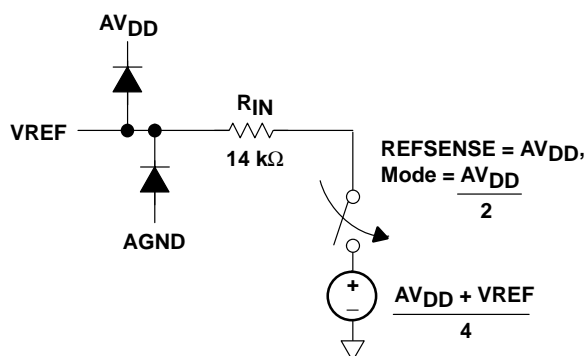 AVDD
RIN
VREF
14 kΩ
REFSENSE = AVDD,
Mode = AVDD
2
AGND
+
−
AVDD + VREF
4